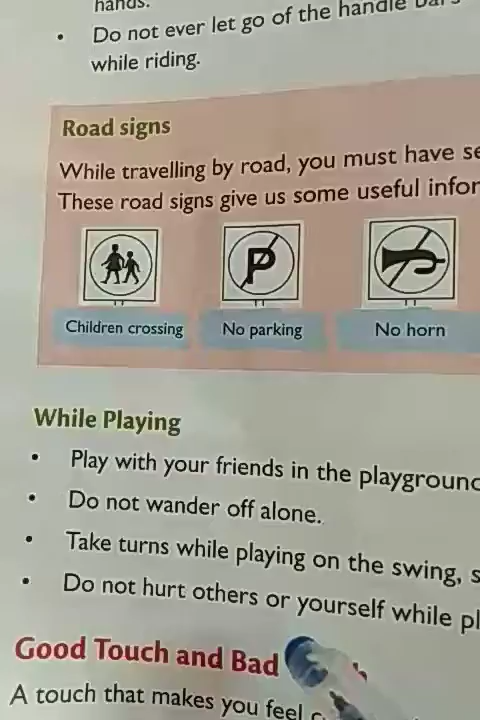 hands.
• Do not ever let go of the handle bars
while riding.
Road signs
While travelling by road, you must have
These road signs give us some useful
P
Children crossing
No parking
No horn
While Playing
• Play with your friends in the playground
• Do not wander off alone.
• Take turns while playing on the swing,
• Do not hurt others or yourself while
Good Touch and Bad
A touch that makes you feel